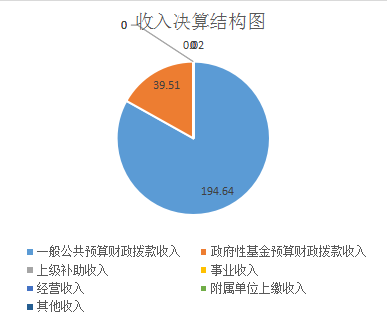 收入决算结构图
0
0.02
39.51
194.64
一般公共预算财政拨款收入
政府性基金预算财政拨款收入
上级补助收入
事业收入
经营收入
附属单位上缴收入
其他收入